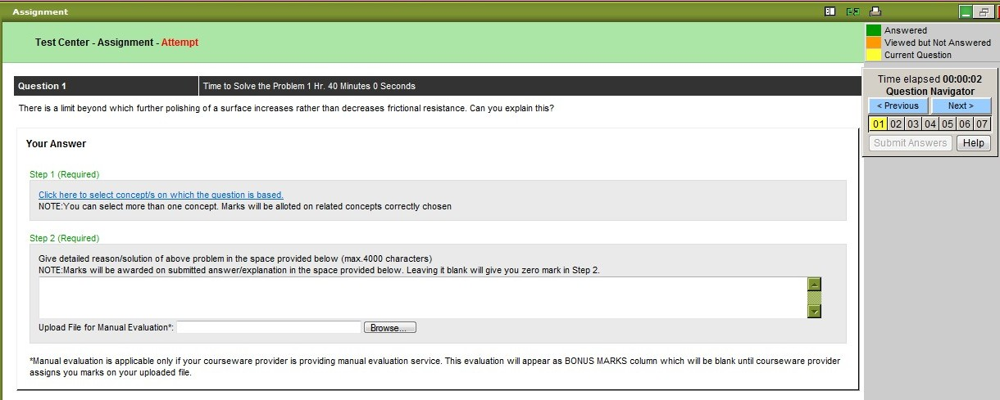 Assignment
Test Center - Assignment - Attempt
Answered
Viewed but Not Answered
Current Question
Question 1
Time to Solve the Problem 1 Hr. 40 Minutes 0 Seconds
Time elapsed 00:00:02
Question Navigator
< Previous
Next >
01 02 03 04 05 06 07
Submit Answers
Help
There is a limit beyond which further polishing of a surface increases rather than decreases frictional resistance. Can you explain this?
Your Answer
Step 1 (Required)
Click here to select concept/s on which the question is based.
NOTE:You can select more than one concept. Marks will be alloted on related concepts correctly chosen
Step 2 (Required)
Give detailed reason/solution of above problem in the space provided below (max.4000 characters)
NOTE:Marks will be awarded on submitted answer/explanation in the space provided below. Leaving it blank will give you zero mark in Step 2.
Upload File for Manual Evaluation*:
Browse...
*Manual evaluation is applicable only if your courseware provider is providing manual evaluation service. This evaluation will appear as BONUS MARKS column which will be blank until courseware provider
assigns you marks on your uploaded file.